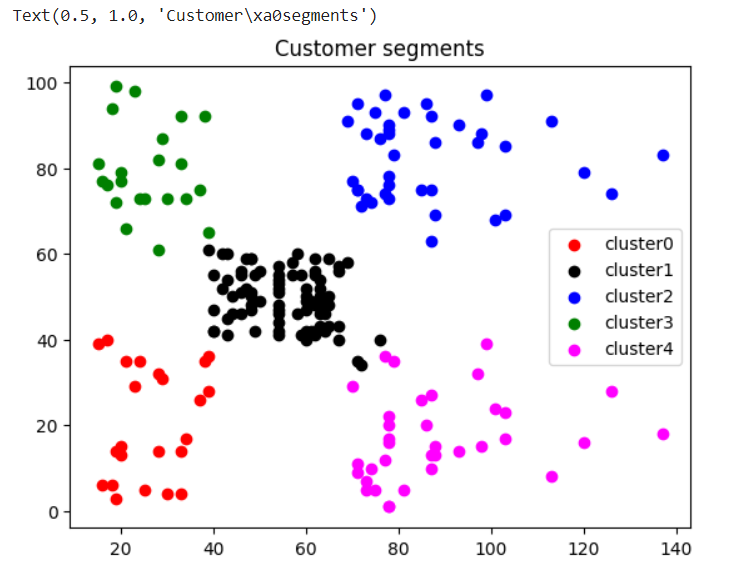 Text(0.5, 1.0, 'Customer\xa0segments')
Customer segments
100
80
60
40
20
0
cluster0
cluster1
cluster2
cluster3
cluster4
20 40 60 80 100 120 140